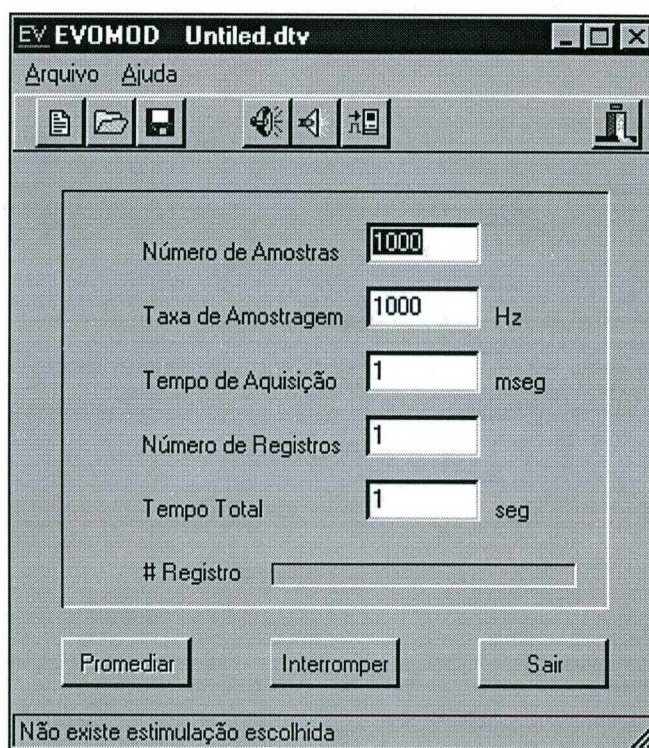 EV EVOMOD Untiled.dtv
Arquivo Ajuda
Número de Amostras 1000
Taxa de Amostragem 1000 Hz
Tempo de Aquisição 1 mseg
Número de Registros 1
Tempo Total 1 seg
# Registro
Promediar Interromper Sair
Não existe estimulação escolhida